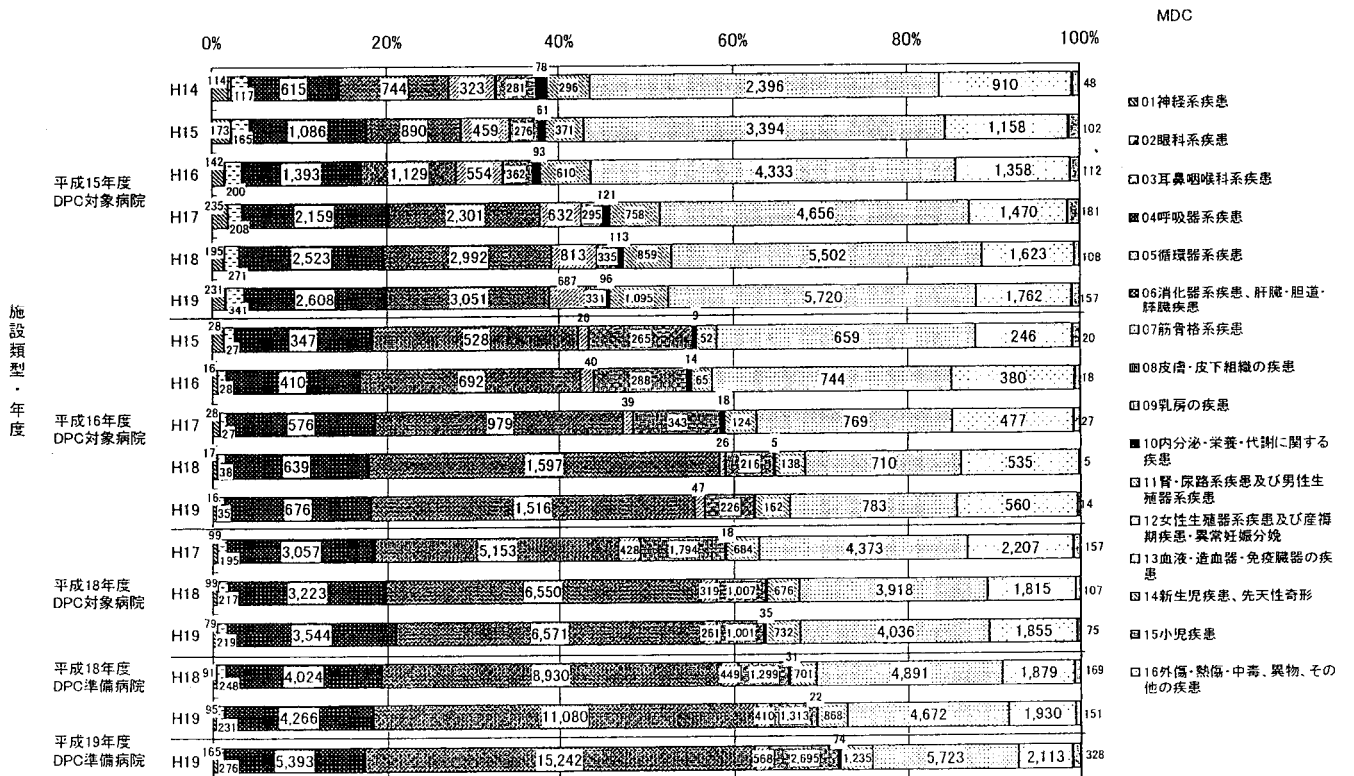 MDC
0% 20% 40% 60% 80% 100%
施設類型・年度
平成15年度
DPC対象病院
H14 114 117 615 744 323 281 78 296 2,396 910 48
H15 173 165 1,086 890 459 276 61 371 3,394 1,158 102
H16 142 200 1,393 1,129 554 362 93 610 4,333 1,358 112
H17 235 208 2,159 2,301 632 295 121 758 4,656 1,470 181
H18 195 271 2,523 2,992 813 335 113 859 5,502 1,623 108
H19 231 341 2,608 3,051 687 331 96 1,095 5,720 1,762 157
平成16年度
DPC対象病院
H15 28 27 347 528 28 265 9 52 659 246 20
H16 16 28 410 692 40 288 14 65 744 380 18
H17 28 27 576 979 39 343 18 124 769 477 27
H18 17 38 639 1,597 26 216 5 138 710 535 5
H19 16 35 676 1,516 47 226 162 783 560 14
平成18年度
DPC対象病院
H17 99 195 3,057 5,153 428 1,794 18 684 4,373 2,207 157
H18 99 217 3,223 6,550 319 1,007 676 3,918 1,815 107
H19 79 219 3,544 6,571 261 1,001 35 732 4,036 1,855 75
平成18年度
DPC準備病院
H18 91 248 4,024 8,930 449 1,299 31 701 4,891 1,879 169
H19 95 231 4,266 11,080 410 1,313 22 868 4,672 1,930 151
平成19年度
DPC準備病院
H19 165 276 5,393 15,242 568 2,695 74 1,235 5,723 2,113 328
01神経系疾患
02眼科系疾患
03耳鼻咽喉科系疾患
04呼吸器系疾患
05循環器系疾患
06消化器系疾患、肝臓・胆道・
膵臓疾患
07筋骨格系疾患
08皮膚・皮下組織の疾患
09乳房の疾患
10内分泌・栄養・代謝に関する
疾患
11腎・尿路系疾患及び男性生
殖器系疾患
12女性生殖器系疾患及び産褥
期疾患・異常妊娠分娩
13血液・造血器・免疫臓器の疾
患
14新生児疾患、先天性奇形
15小児疾患
16外傷・熱傷・中毒、異物、そ
の他の疾患